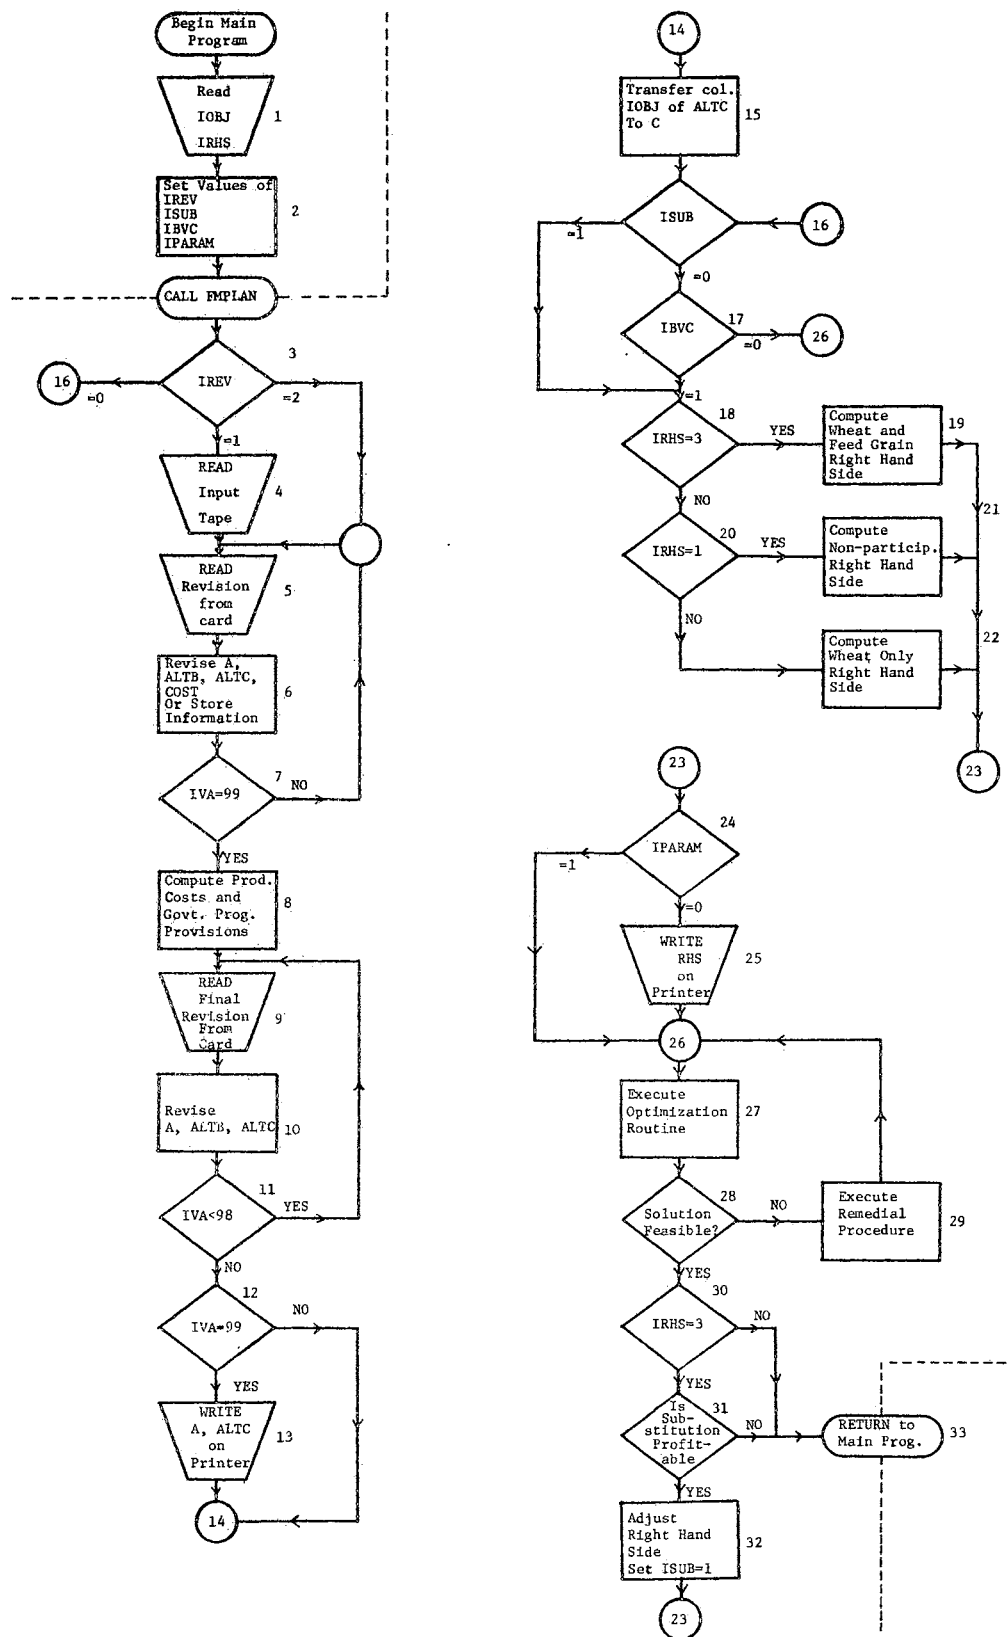 Begin Main
Program
Read
IOBJ
IRHS
1
Set Values of
IREV
ISUB
IBVC
IPARAM
2
CALL FMPLAN
3
IREV
16
=0
=2
=1
READ
Input
Tape
4
READ
Revision
from
card
5
Revise A,
ALTB, ALTC,
COST
Or Store
Information
6
7
NO
IVA=99
YES
Compute Prod.
Costs and
Govt. Prog.
Provisions
8
READ
Final
Revision
From
Card
9
Revise
A, ALTB, ALTC
10
11
IVA<98
YES
NO
12
NO
IVA=99
YES
WRITE
A, ALTC
on
Printer
13
14
14
Transfer col.
IOBJ of ALTC
To C
15
ISUB
16
=1
=0
17
IBVC
=0
26
=1
18
IRHS=3
YES
Compute
Wheat and
Feed Grain
Right Hand
Side
19
NO
21
20
IRHS=1
YES
Compute
Non-particip.
Right Hand
Side
NO
22
Compute
Wheat Only
Right Hand
Side
23
23
24
IPARAM
=1
=0
WRITE
RHS
on
Printer
25
26
Execute
Optimization
Routine
27
28
Solution
Feasible?
NO
Execute
Remedial
Procedure
29
YES
30
IRHS=3
NO
YES
31
Is
Sub-
stitution
Profit-
able
NO
RETURN to
Main Prog.
33
YES
Adjust
Right Hand
Side
Set ISUB=1
32
23